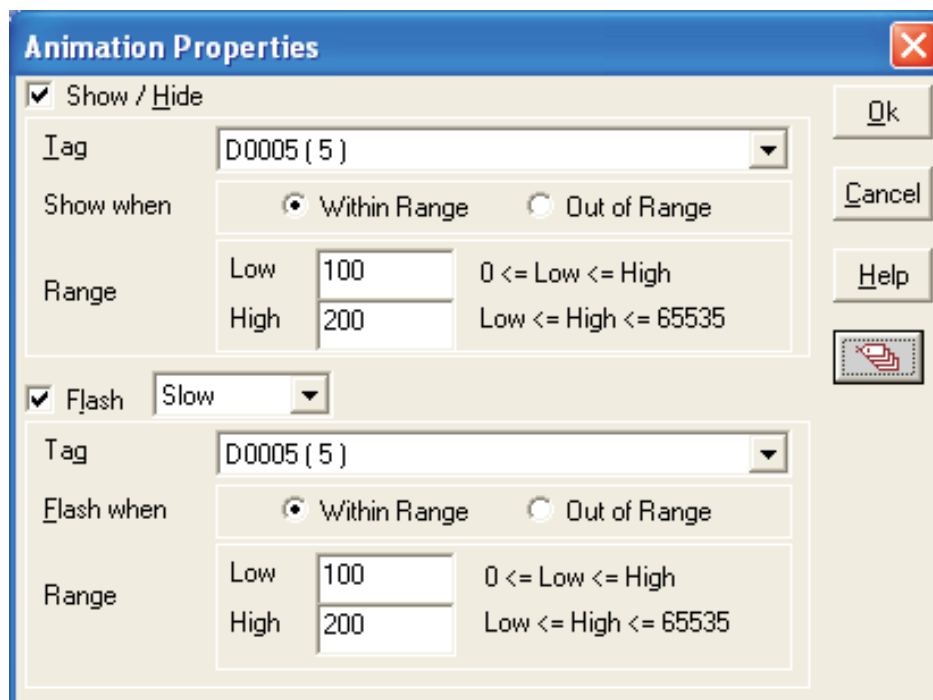 Animation Properties
Show / Hide
Ok
Tag
D0005 ( 5 )
Show when
Within Range
Out of Range
Cancel
Range
Low
100
0 <= Low <= High
Help
High
200
Low <= High <= 65535
Flash
Slow
Tag
D0005 ( 5 )
Flash when
Within Range
Out of Range
Range
Low
100
0 <= Low <= High
High
200
Low <= High <= 65535